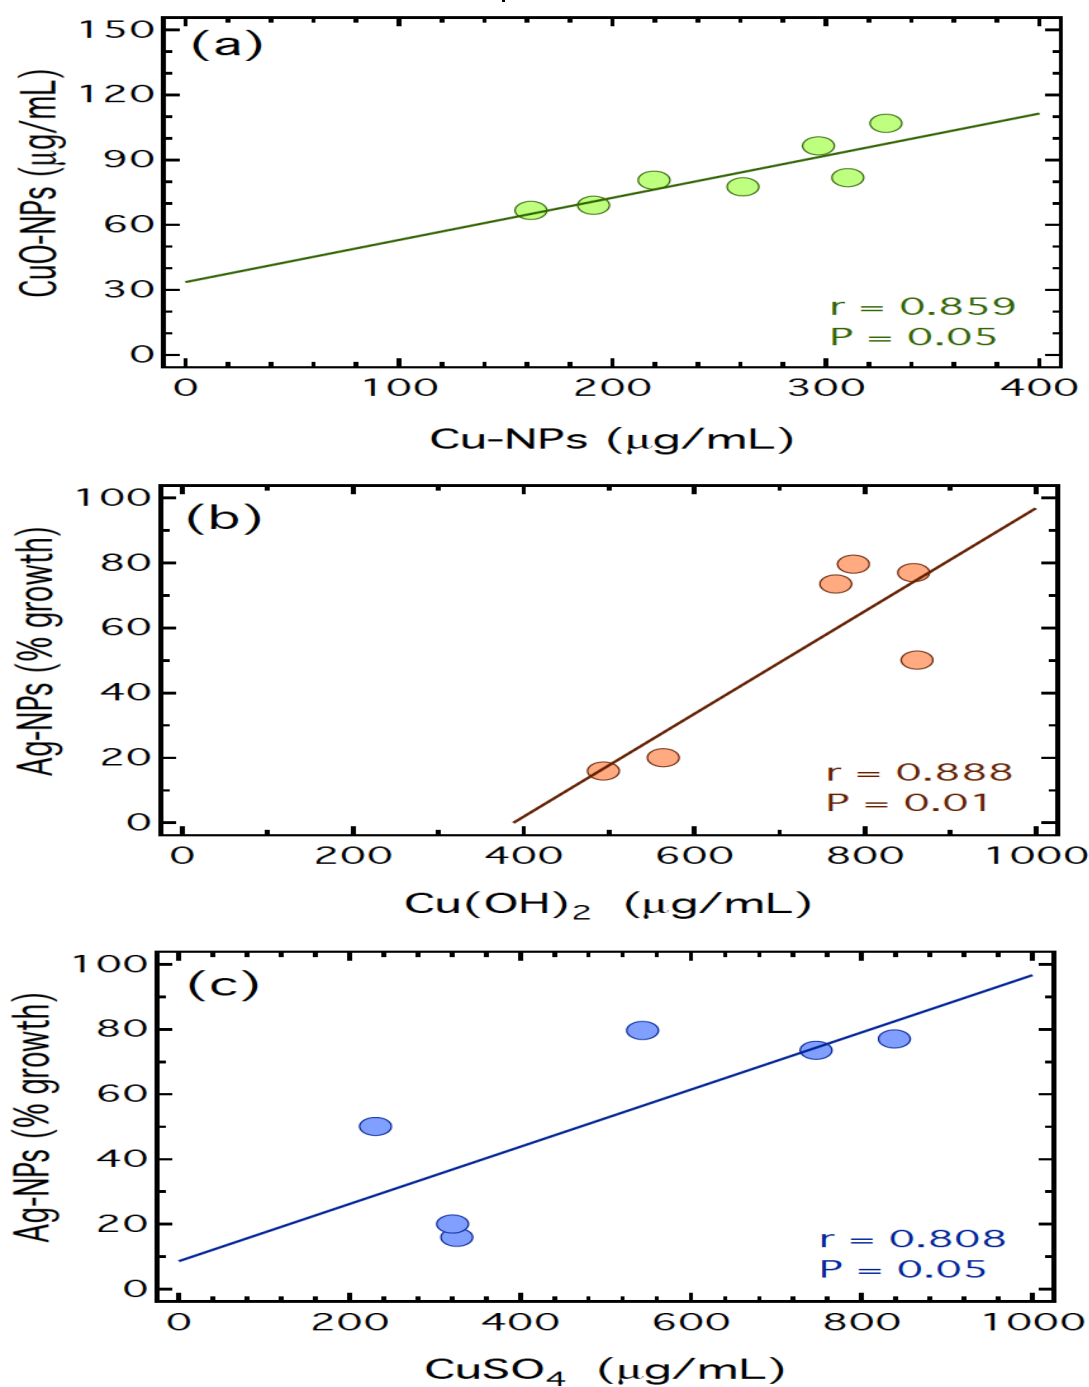 (a)
150
120
90
60
30
0
CuO-NPs (μg/mL)
r = 0.859
P = 0.05
0 100 200 300 400
Cu-NPs (μg/mL)
(b)
100
80
60
40
20
0
Ag-NPs (% growth)
r = 0.888
P = 0.01
0 200 400 600 800 1000
Cu(OH)₂ (μg/mL)
(c)
100
80
60
40
20
0
Ag-NPs (% growth)
r = 0.808
P = 0.05
0 200 400 600 800 1000
CuSO₄ (μg/mL)